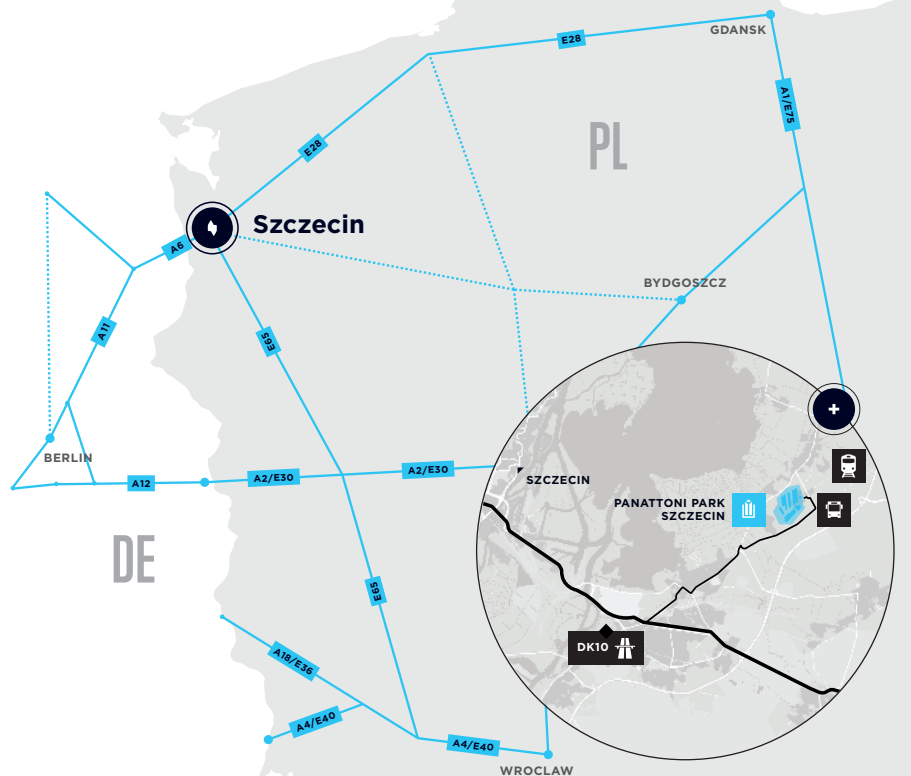 GDANSK
E28
A1/E75
E28
PL
Szczecin
A6
BYDGOSZCZ
A11
E65
BERLIN
A12
A2/E30
A2/E30
SZCZECIN
PANATTONI PARK
SZCZECIN
DE
E65
DK10
A18/E36
A4/E40
A4/E40
WROCLAW